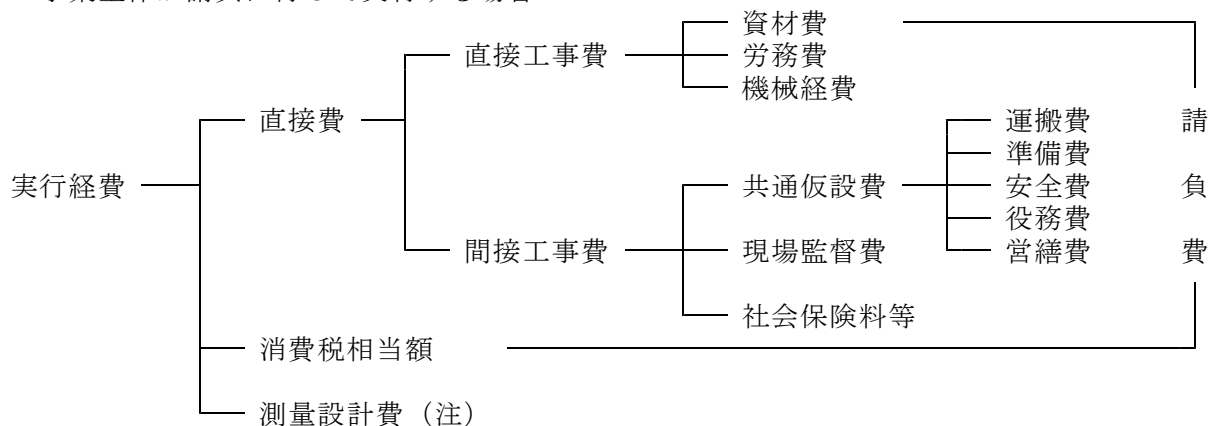 資材費
直接工事費 労務費
機械経費
直接費 運搬費 請
準備費
実行経費 共通仮設費 安全費 負
役務費
間接工事費 現場監督費 営繕費 費
社会保険料等
消費税相当額
測量設計費（注）